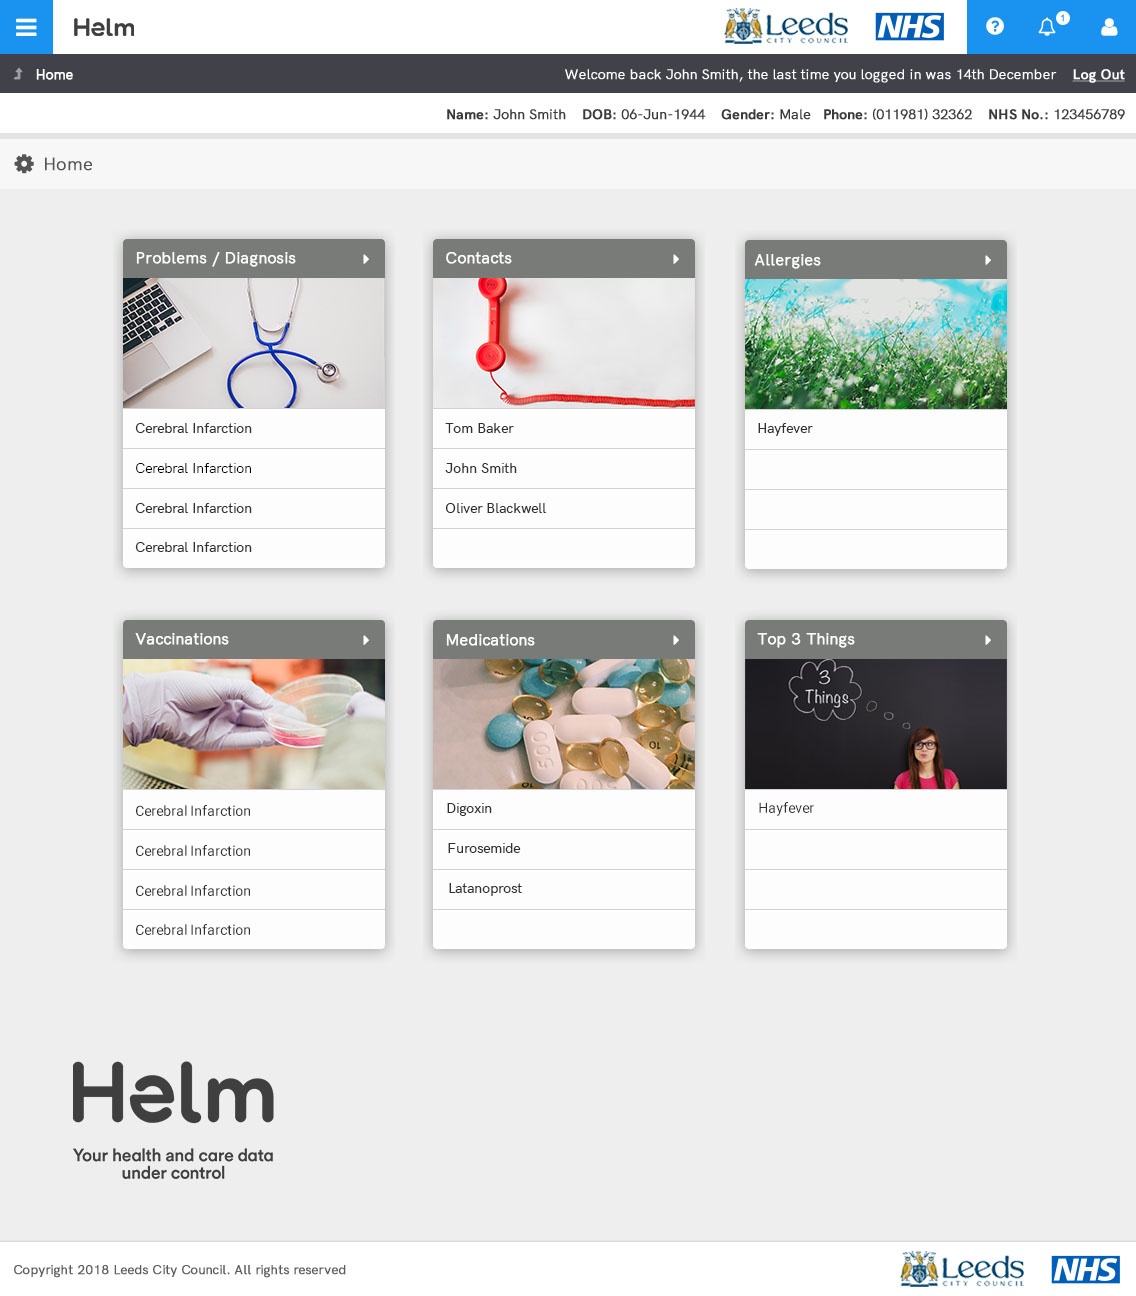 Helm
Leeds
CITY COUNCIL
NHS
?
1
Home
Welcome back John Smith, the last time you logged in was 14th December
Log Out
Name: John Smith DOB: 06-Jun-1944 Gender: Male Phone: (011981) 32362 NHS No.: 123456789
Home
Problems / Diagnosis
Cerebral Infarction
Cerebral Infarction
Cerebral Infarction
Cerebral Infarction
Contacts
Tom Baker
John Smith
Oliver Blackwell
Allergies
Hayfever
Vaccinations
Cerebral Infarction
Cerebral Infarction
Cerebral Infarction
Cerebral Infarction
Medications
500
10
Digoxin
Furosemide
Latanoprost
Top 3 Things
3
Things
Hayfever
Helm
Your health and care data
under control
Copyright 2018 Leeds City Council. All rights reserved
Leeds
CITY COUNCIL
NHS